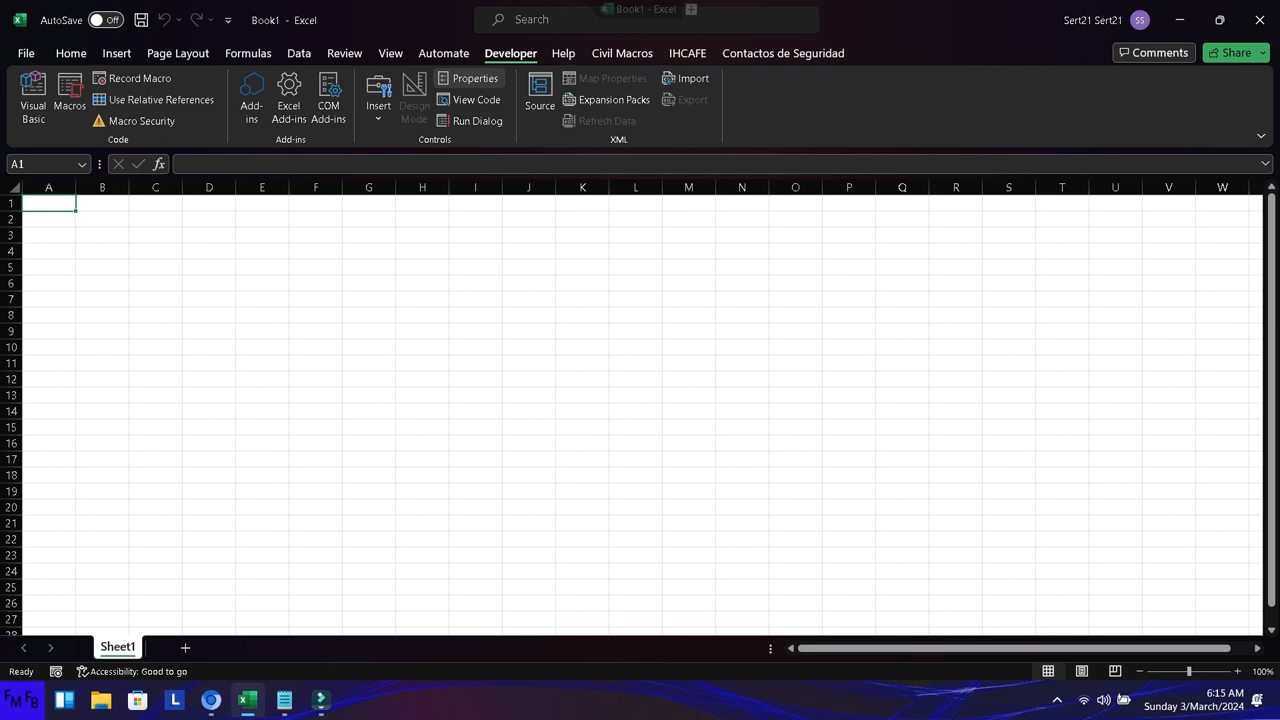 Book1 - Excel
AutoSave Off Book1 - Excel Search Sert21 Sert21 SS
File Home Insert Page Layout Formulas Data Review View Automate Developer Help Civil Macros IHCAFE Contactos de Seguridad Comments Share
Visual Basic
Macros
Record Macro
Use Relative References
Macro Security
Code
Add-ins
Excel Add-ins
COM Add-ins
Add-ins
Insert
Design Mode
Properties
View Code
Run Dialog
Controls
Source
Map Properties
Expansion Packs
Refresh Data
Import
Export
XML
A1 fx
A B C D E F G H I J K L M N O P Q R S T U V W
1
2
3
4
5
6
7
8
9
10
11
12
13
14
15
16
17
18
19
20
21
22
23
24
25
26
27
28
Sheet1
Ready Accessibility: Good to go 100%
FM FB L 6:15 AM
Sunday 3/March/2024